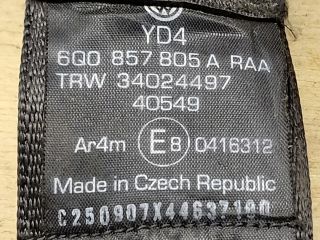 YD4
6Q0 857 805 A RAA
TRW 34024497
40549
Ar4m E8 0416312
Made in Czech Republic